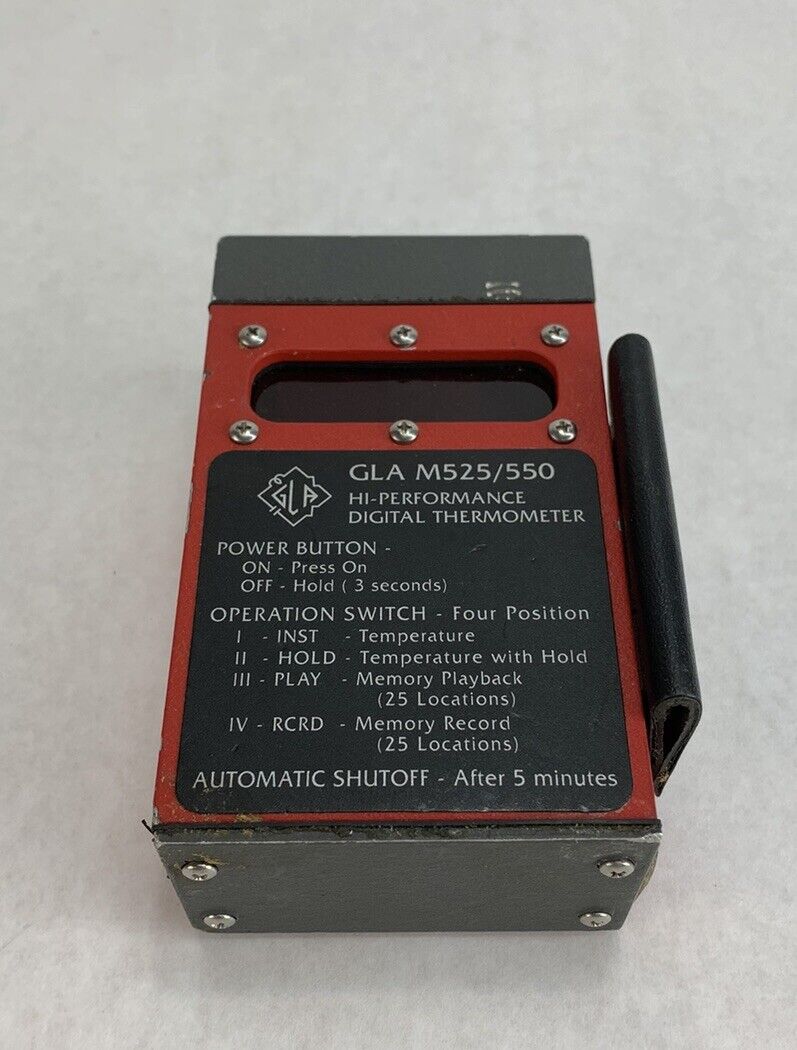 GLA
GLA M525/550
HI-PERFORMANCE
DIGITAL THERMOMETER
POWER BUTTON -
ON - Press On
OFF - Hold ( 3 seconds)
OPERATION SWITCH - Four Position
I - INST - Temperature
II - HOLD - Temperature with Hold
III - PLAY - Memory Playback
(25 Locations)
IV - RCRD - Memory Record
(25 Locations)
AUTOMATIC SHUTOFF - After 5 minutes